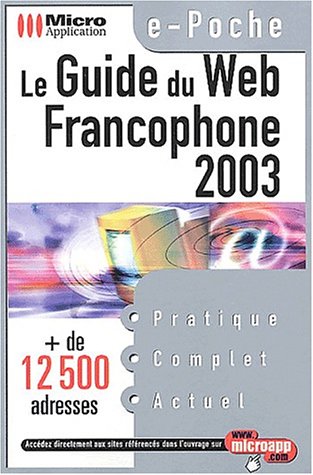 Micro
Application
e-Poche
Le Guide du Web
Francophone
2003
@
+ de
12 500
adresses
Pratique
Complet
Actuel
Accédez directement aux sites référencés dans l'ouvrage sur
www.
microapp
.com